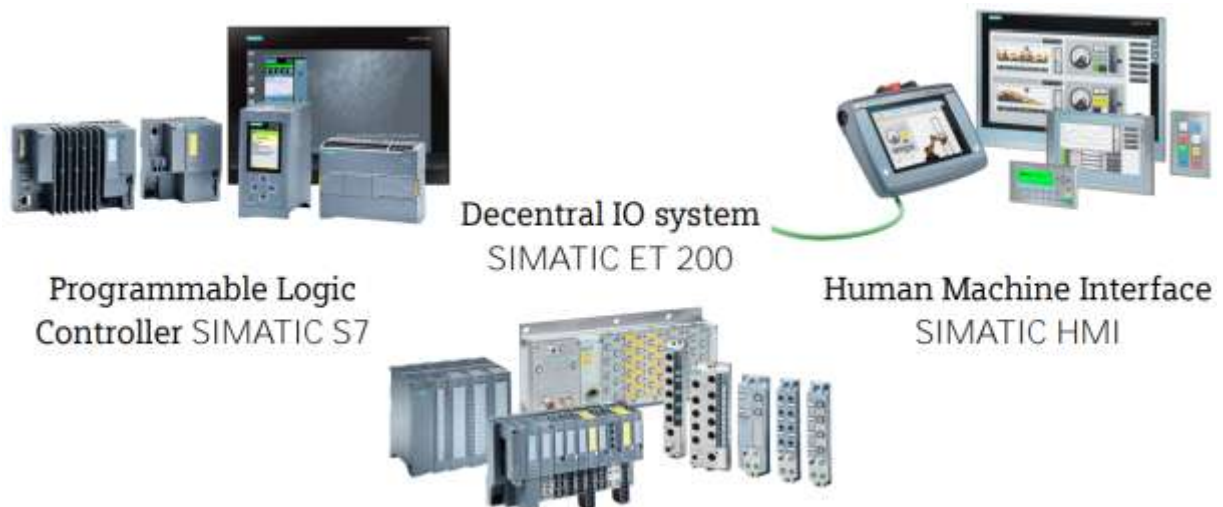 Decentral IO system
SIMATIC ET 200
Programmable Logic
Controller SIMATIC S7
Human Machine Interface
SIMATIC HMI